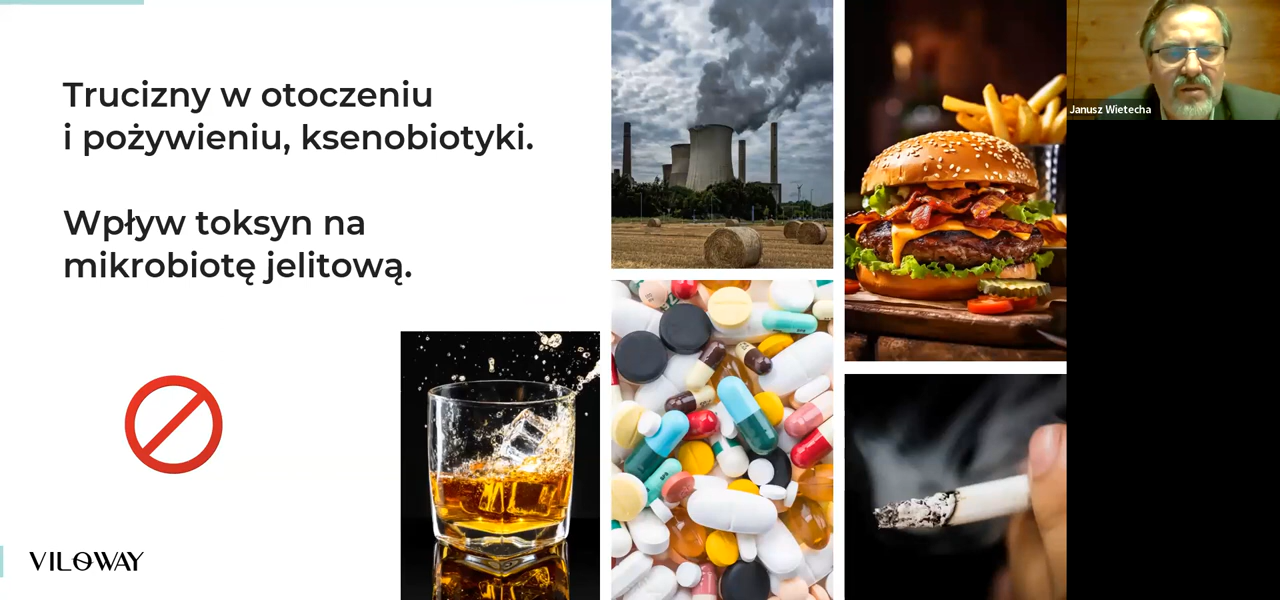 Trucizny w otoczeniu
i pożywieniu, ksenobiotyki.
Wpływ toksyn na
mikrobiotę jelitową.
VILOWAY
Janusz Wietecha